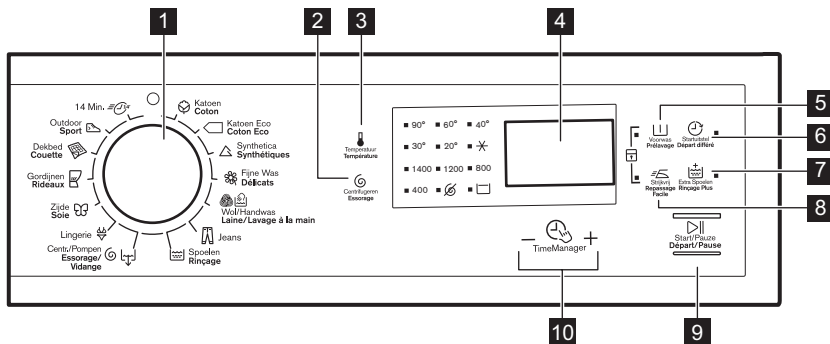 1
2
3
4
5
6
7
8
9
10
14 Min.
14'
Outdoor
Sport
Dekbed
Couette
Gordijnen
Rideaux
Zijde
Soie
Lingerie
Centr./Pompen
Essorage/
Vidange
Katoen
Coton
Katoen Eco
Coton Eco
Synthetica
Synthétiques
Fijne Was
Délicats
Wol/Handwas
Laine/Lavage à la main
Jeans
Spoelen
Rinçage
Temperatuur
Température
Centrifugeren
Essorage
90° 60° 40°
30° 20°
1400 1200 800
400
− +
TimeManager
Voorwas
Prélavage
Startuitstel
Départ différé
Strijkvrij
Repassage
Facile
Extra Spoelen
Rinçage Plus
Start/Pauze
Départ/Pause